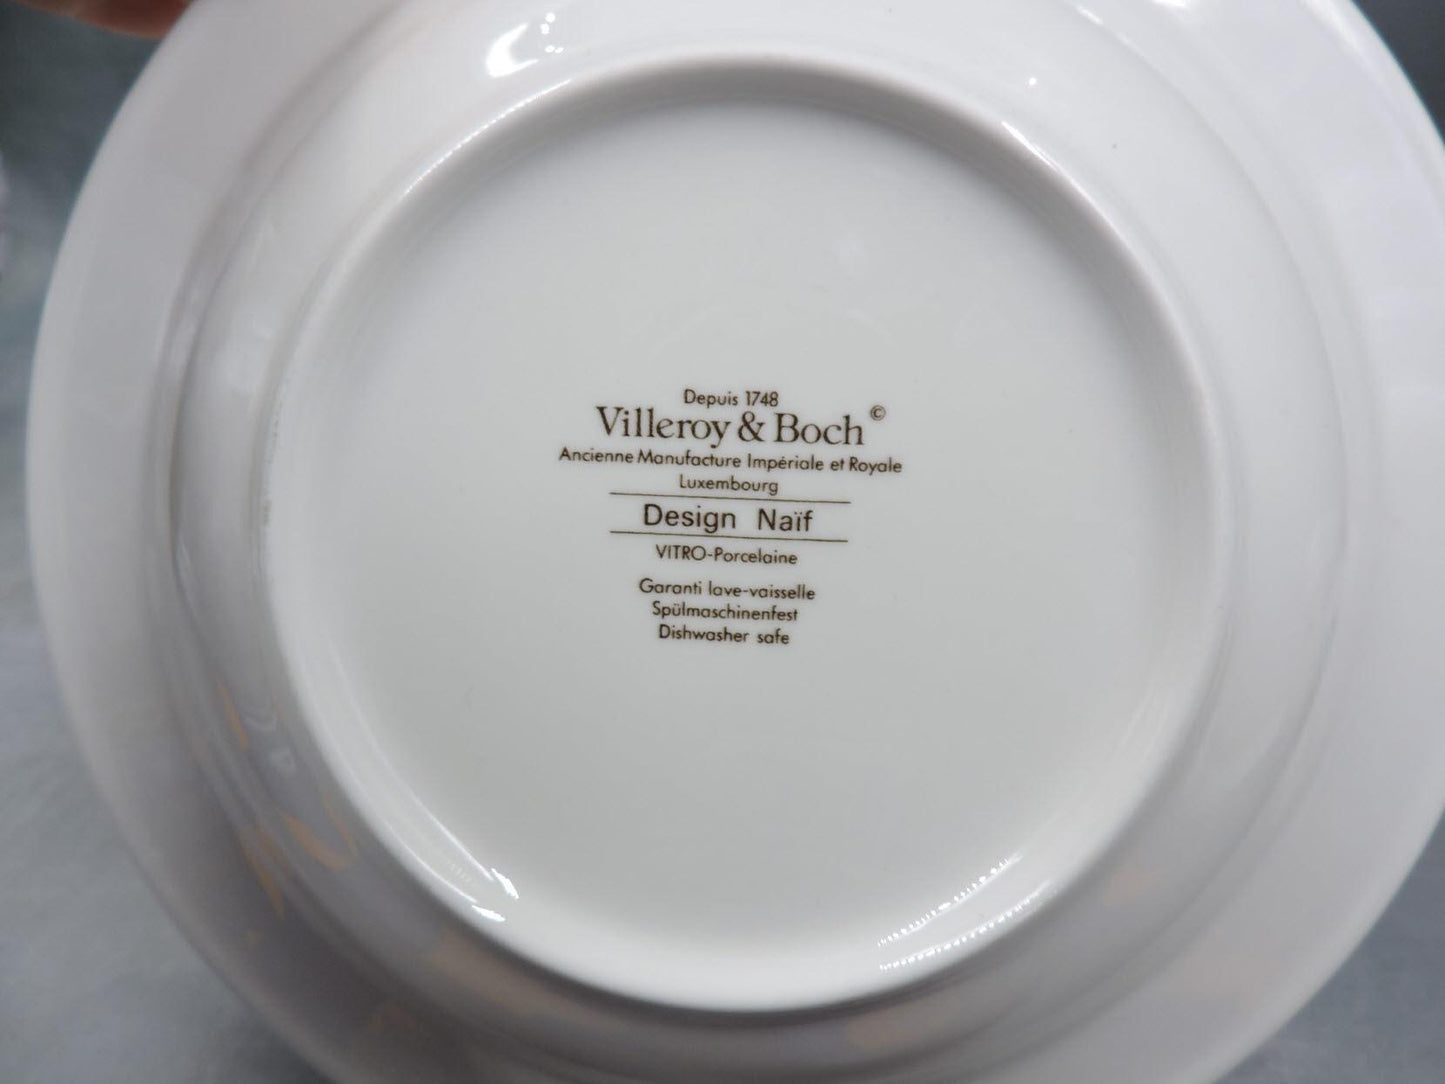 Depuis 1748
Villeroy & Boch ©
Ancienne Manufacture Impériale et Royale
Luxembourg
Design Naïf
VITRO-Porcelaine
Garanti lave-vaisselle
Spülmaschinenfest
Dishwasher safe